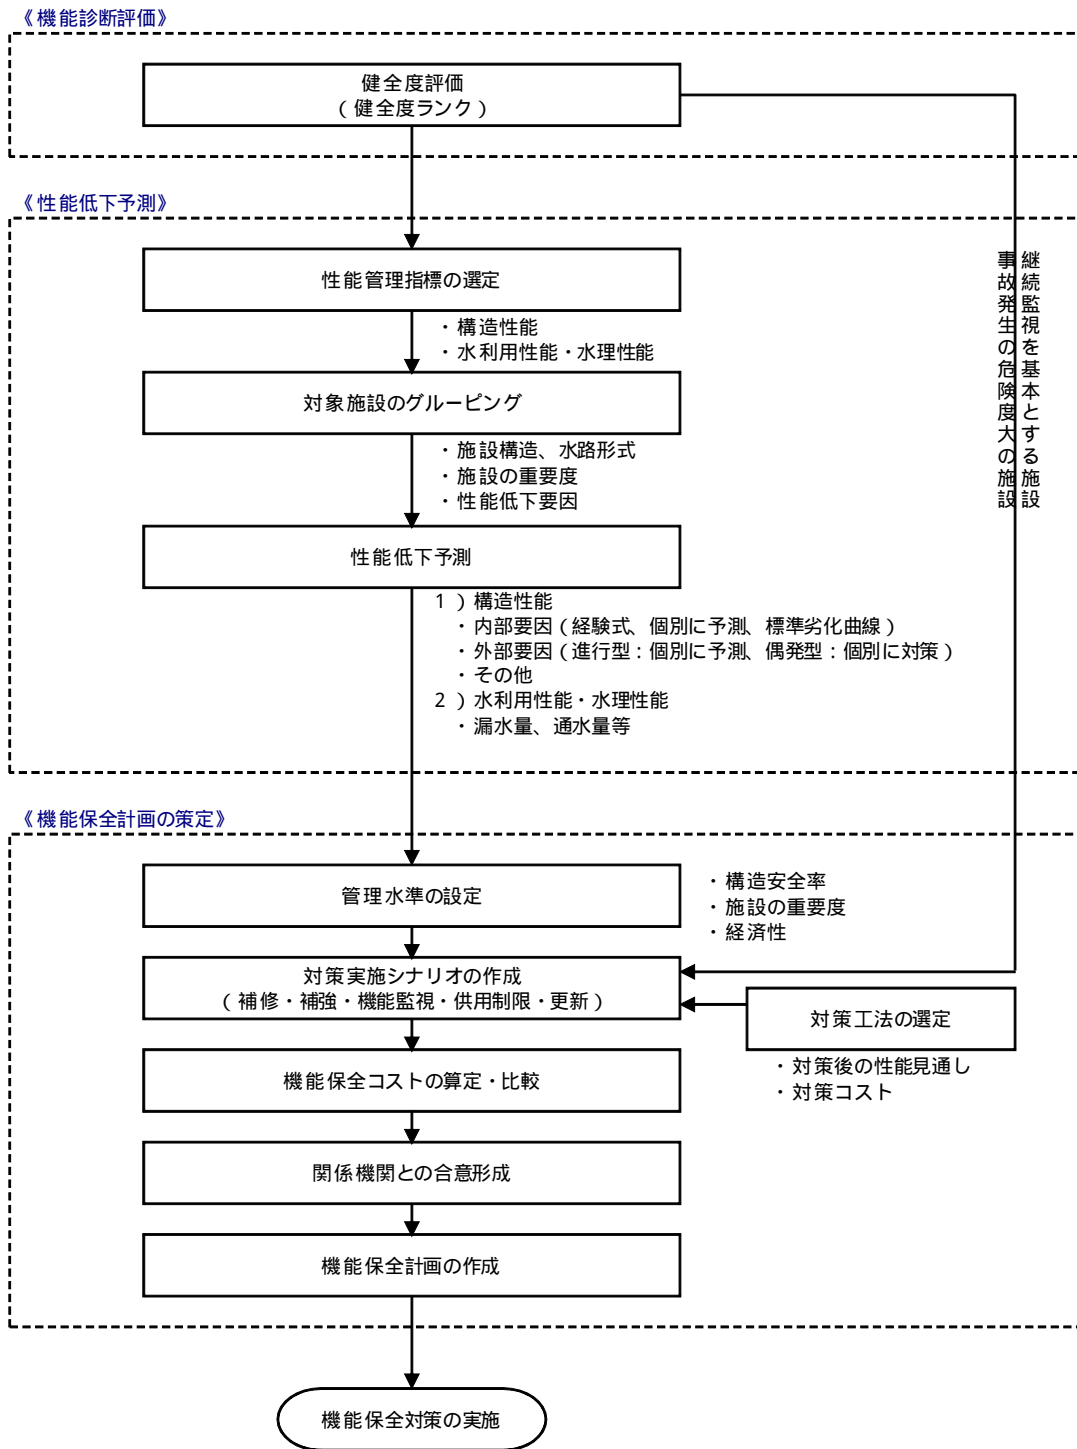 《機能診断評価》
健全度評価
（健全度ランク）
《性能低下予測》
性能管理指標の選定
・構造性能
・水利用性能・水理性能
対象施設のグルーピング
・施設構造、水路形式
・施設の重要度
・性能低下要因
継続監視を基本とする施設
事故発生の危険度大の施設
性能低下予測
1）構造性能
・内部要因（経験式、個別に予測、標準劣化曲線）
・外部要因（進行型：個別に予測、偶発型：個別に対策）
・その他
2）水利用性能・水理性能
・漏水量、通水量等
《機能保全計画の策定》
管理水準の設定
・構造安全率
・施設の重要度
・経済性
対策実施シナリオの作成
（補修・補強・機能監視・供用制限・更新）
対策工法の選定
・対策後の性能見通し
・対策コスト
機能保全コストの算定・比較
関係機関との合意形成
機能保全計画の作成
機能保全対策の実施